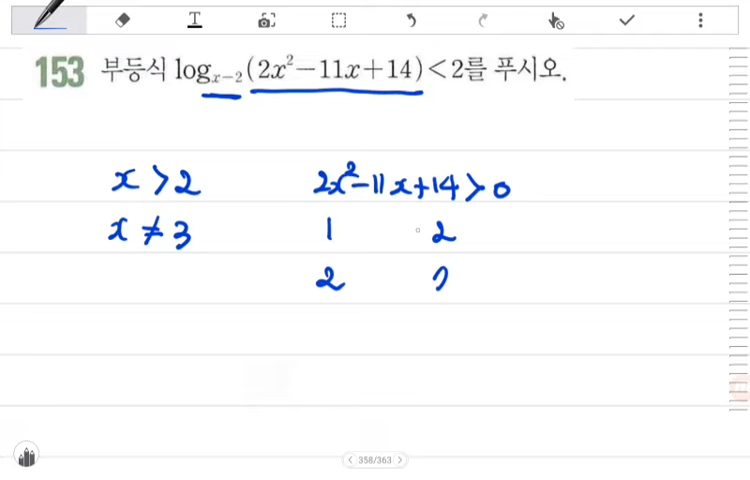 153 부등식 log_{x-2}(2x²-11x+14)<2를 푸시오.
x>2 2x²-11x+14>0
x≠3 1 2
2
358/363